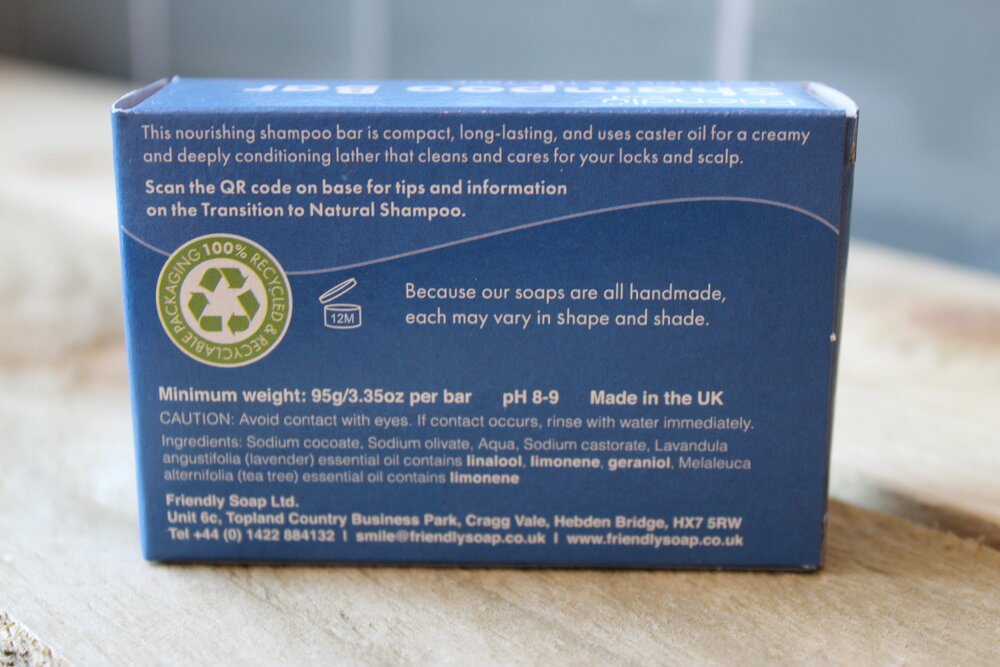 Friendly
Shampoo Bar
This nourishing shampoo bar is compact, long-lasting, and uses caster oil for a creamy
and deeply conditioning lather that cleans and cares for your locks and scalp.
Scan the QR code on base for tips and information
on the Transition to Natural Shampoo.
PACKAGING 100% RECYCLED & RECYCLABLE
12M
Because our soaps are all handmade,
each may vary in shape and shade.
Minimum weight: 95g/3.35oz per bar pH 8-9 Made in the UK
CAUTION: Avoid contact with eyes. If contact occurs, rinse with water immediately.
Ingredients: Sodium cocoate, Sodium olivate, Aqua, Sodium castorate, Lavandula
angustifolia (lavender) essential oil contains linalool, limonene, geraniol, Melaleuca
alternifolia (tea tree) essential oil contains limonene
Friendly Soap Ltd.
Unit 6c, Topland Country Business Park, Cragg Vale, Hebden Bridge, HX7 5RW
Tel +44 (0) 1422 884132 I smile@friendlysoap.co.uk I www.friendlysoap.co.uk